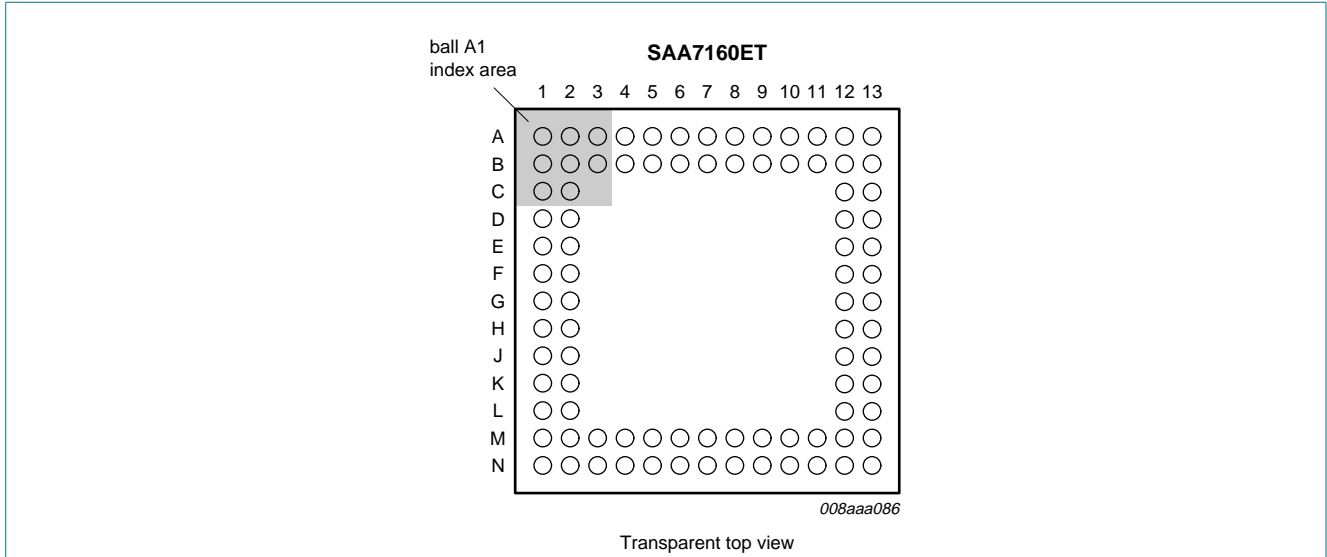 ball A1
index area
SAA7160ET
1 2 3 4 5 6 7 8 9 10 11 12 13
A
B
C
D
E
F
G
H
J
K
L
M
N
008aaa086
Transparent top view